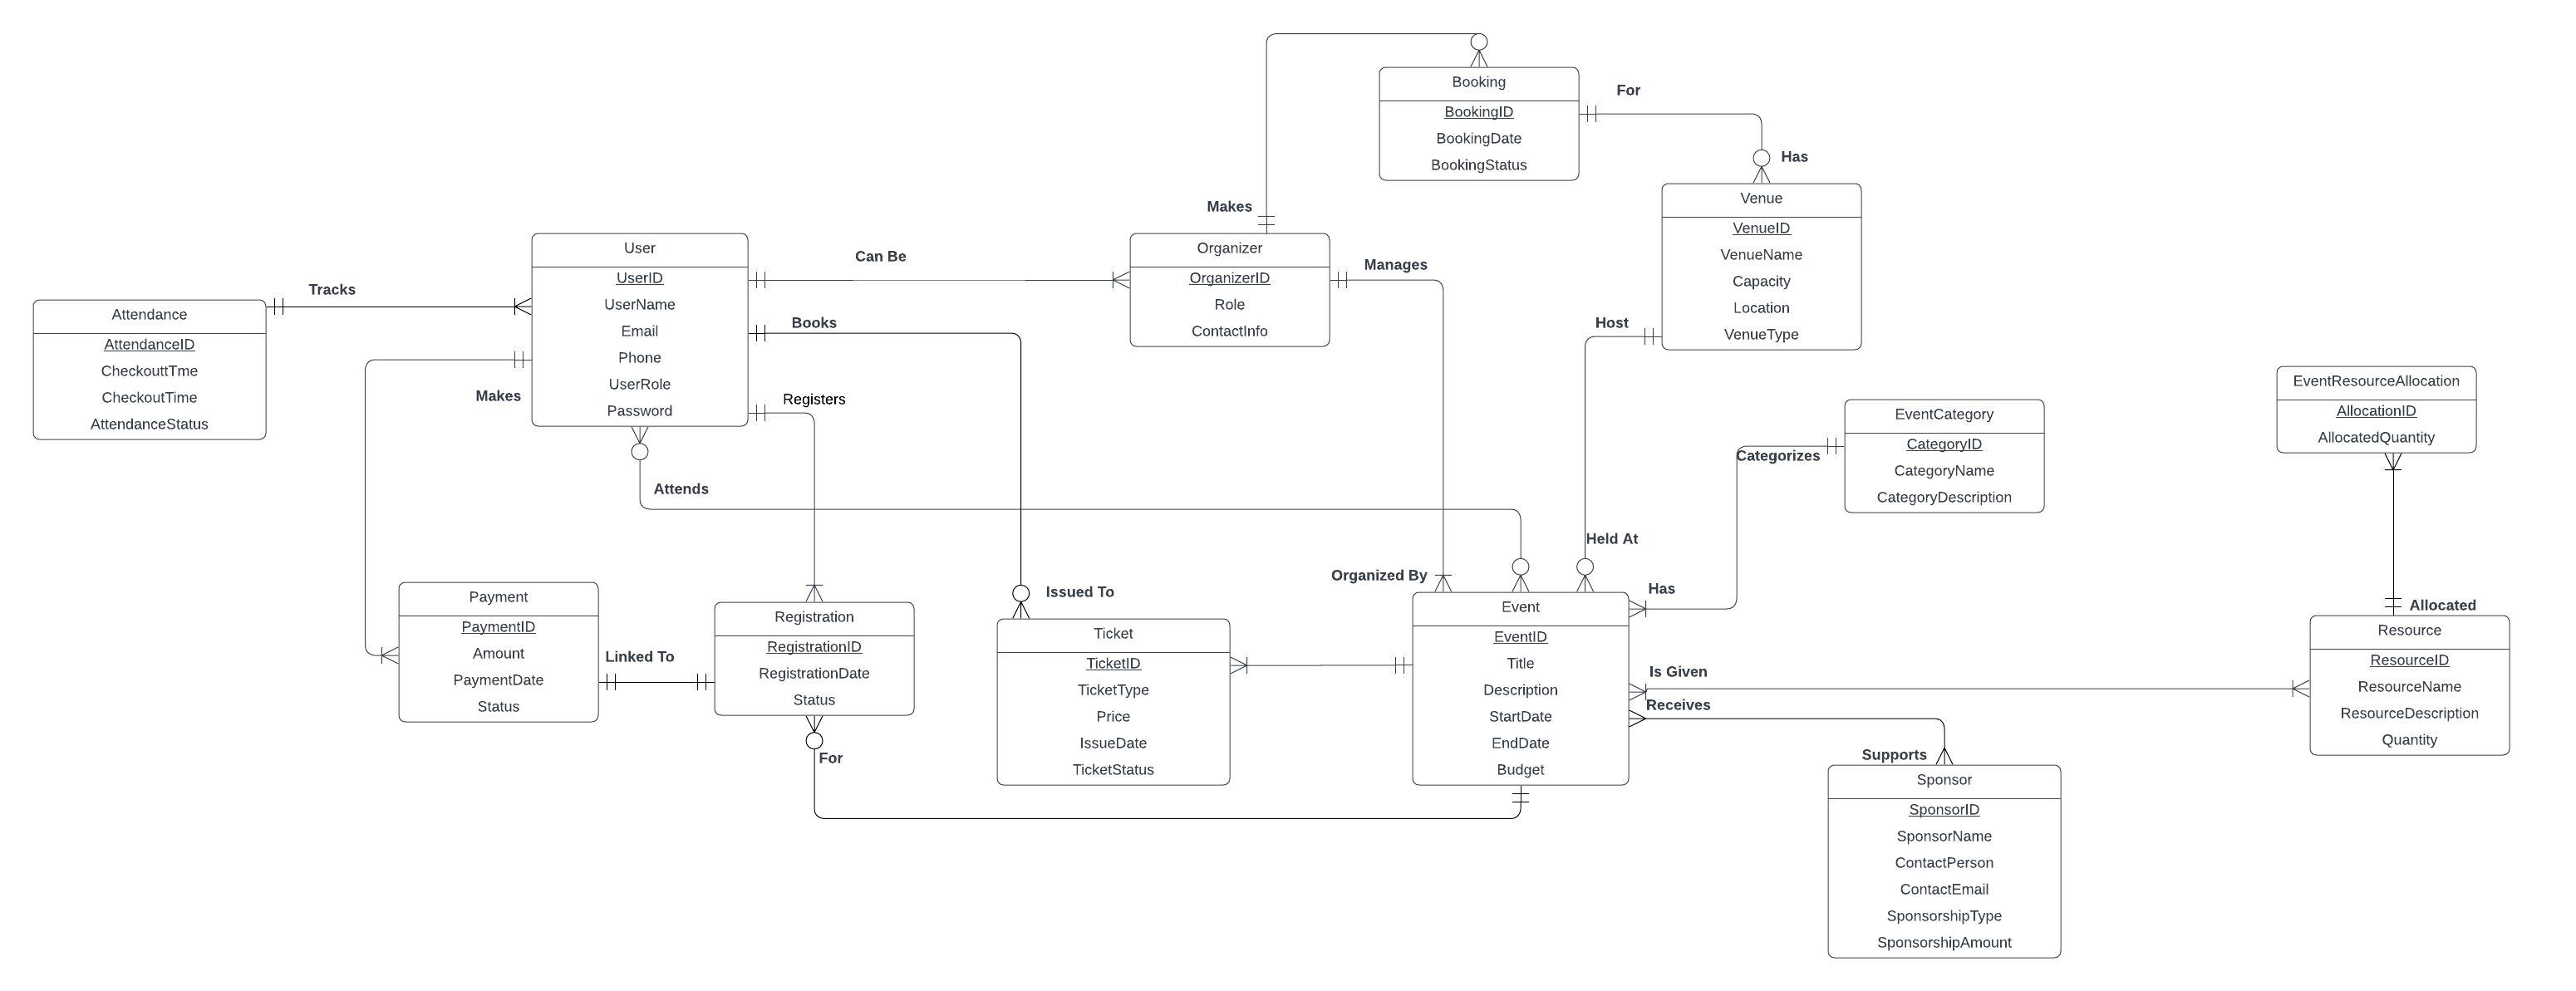 Booking
BookingID
BookingDate
BookingStatus
For
Has
Venue
VenueID
VenueName
Capacity
Location
VenueType
Makes
Organizer
OrganizerID
Role
ContactInfo
Manages
Can Be
User
UserID
UserName
Email
Phone
UserRole
Password
Tracks
Attendance
AttendanceID
CheckouttTme
CheckoutTime
AttendanceStatus
Makes
Books
Registers
Host
EventResourceAllocation
AllocationID
AllocatedQuantity
EventCategory
CategoryID
CategoryName
CategoryDescription
Categorizes
Attends
Held At
Organized By
Has
Issued To
Payment
PaymentID
Amount
PaymentDate
Status
Linked To
Registration
RegistrationID
RegistrationDate
Status
For
Ticket
TicketID
TicketType
Price
IssueDate
TicketStatus
Event
EventID
Title
Description
StartDate
EndDate
Budget
Is Given
Receives
Allocated
Resource
ResourceID
ResourceName
ResourceDescription
Quantity
Supports
Sponsor
SponsorID
SponsorName
ContactPerson
ContactEmail
SponsorshipType
SponsorshipAmount